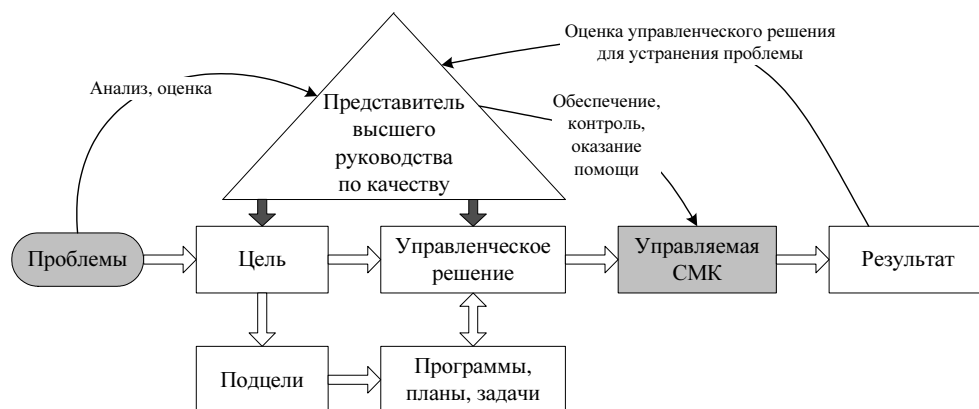 Оценка управленческого решения
для устранения проблемы
Анализ, оценка
Представитель
высшего
руководства
по качеству
Обеспечение,
контроль,
оказание
помощи
Проблемы
Цель
Управленческое
решение
Управляемая
СМК
Результат
Подцели
Программы,
планы, задачи